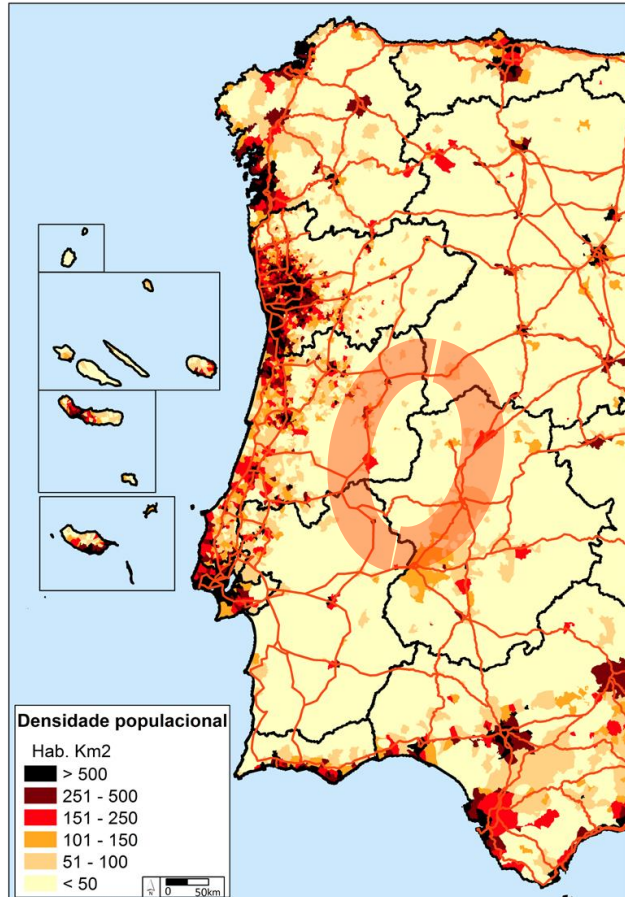 Densidade populacional
Hab. Km2
> 500
251 - 500
151 - 250
101 - 150
51 - 100
< 50
N
0 50km